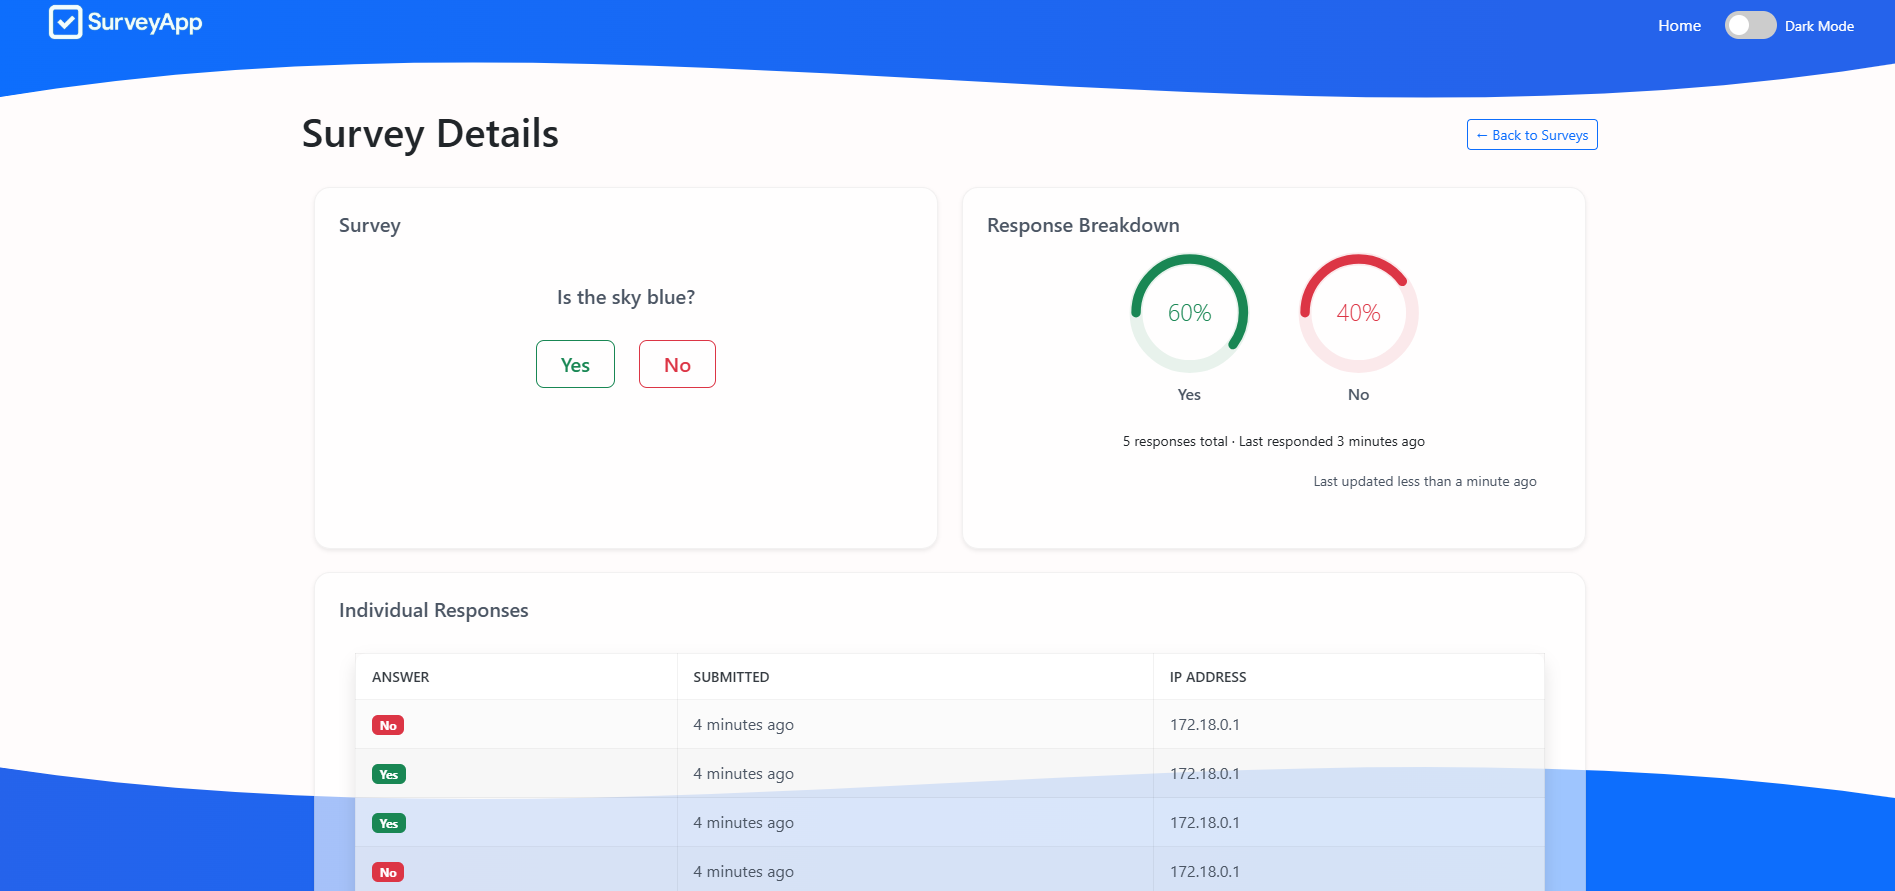 SurveyApp
Home
Dark Mode
Survey Details
← Back to Surveys
Survey
Is the sky blue?
Yes
No
Response Breakdown
60%
40%
Yes
No
5 responses total · Last responded 3 minutes ago
Last updated less than a minute ago
Individual Responses
ANSWER SUBMITTED IP ADDRESS
No 4 minutes ago 172.18.0.1
Yes 4 minutes ago 172.18.0.1
Yes 4 minutes ago 172.18.0.1
No 4 minutes ago 172.18.0.1